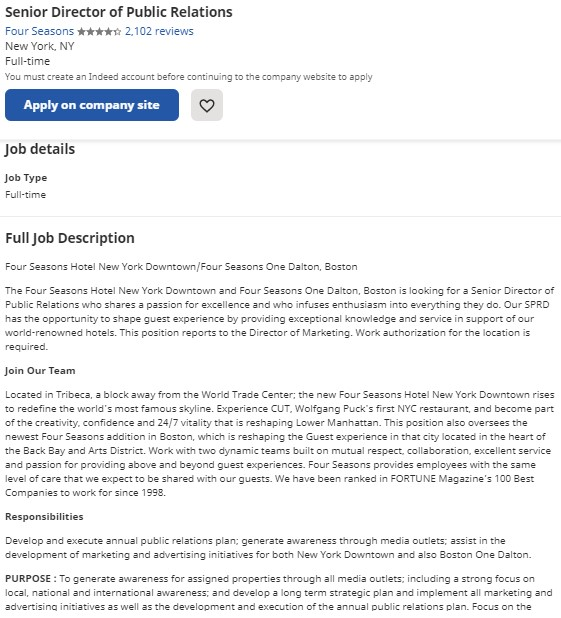 Senior Director of Public Relations
Four Seasons ★★★★☆ 2,102 reviews
New York, NY
Full-time
You must create an Indeed account before continuing to the company website to apply
Apply on company site
Job details
Job Type
Full-time
Full Job Description
Four Seasons Hotel New York Downtown/Four Seasons One Dalton, Boston
The Four Seasons Hotel New York Downtown and Four Seasons One Dalton, Boston is looking for a Senior Director of
Public Relations who shares a passion for excellence and who infuses enthusiasm into everything they do. Our SPRD
has the opportunity to shape guest experience by providing exceptional knowledge and service in support of our
world-renowned hotels. This position reports to the Director of Marketing. Work authorization for the location is
required.
Join Our Team
Located in Tribeca, a block away from the World Trade Center; the new Four Seasons Hotel New York Downtown rises
to redefine the world's most famous skyline. Experience CUT, Wolfgang Puck's first NYC restaurant, and become part
of the creativity, confidence and 24/7 vitality that is reshaping Lower Manhattan. This position also oversees the
newest Four Seasons addition in Boston, which is reshaping the Guest experience in that city located in the heart of
the Back Bay and Arts District. Work with two dynamic teams built on mutual respect, collaboration, excellent service
and passion for providing above and beyond guest experiences. Four Seasons provides employees with the same
level of care that we expect to be shared with our guests. We have been ranked in FORTUNE Magazine's 100 Best
Companies to work for since 1998.
Responsibilities
Develop and execute annual public relations plan; generate awareness through media outlets; assist in the
development of marketing and advertising initiatives for both New York Downtown and also Boston One Dalton.
PURPOSE : To generate awareness for assigned properties through all media outlets; including a strong focus on
local, national and international awareness; and develop a long term strategic plan and implement all marketing and
advertising initiatives as well as the development and execution of the annual public relations plan. Focus on the